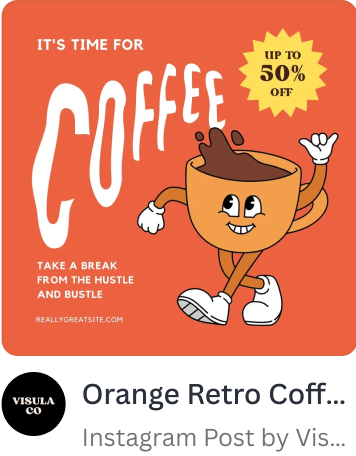 IT'S TIME FOR
COFFEE
UP TO
50%
OFF
TAKE A BREAK
FROM THE HUSTLE
AND BUSTLE
REALLYGREATSITE.COM
VISULA
CO
Orange Retro Coff...
Instagram Post by Vis...